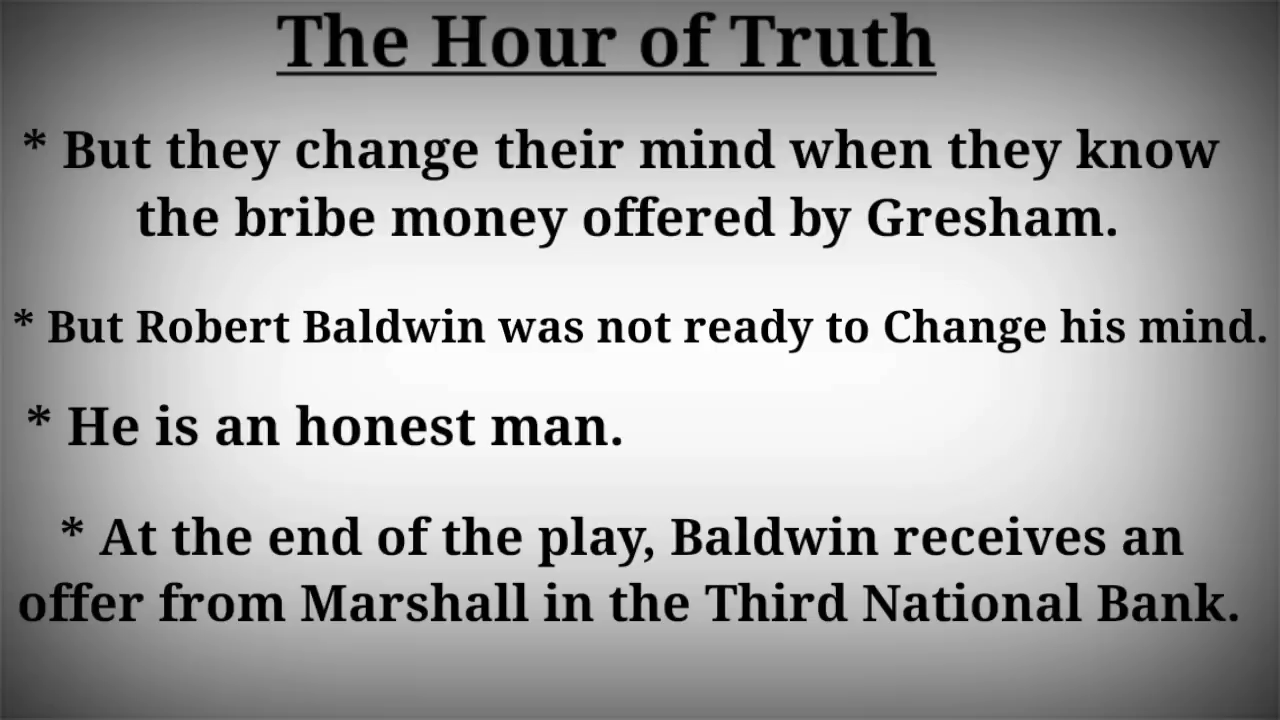 The Hour of Truth
* But they change their mind when they know
the bribe money offered by Gresham.
* But Robert Baldwin was not ready to Change his mind.
* He is an honest man.
* At the end of the play, Baldwin receives an
offer from Marshall in the Third National Bank.